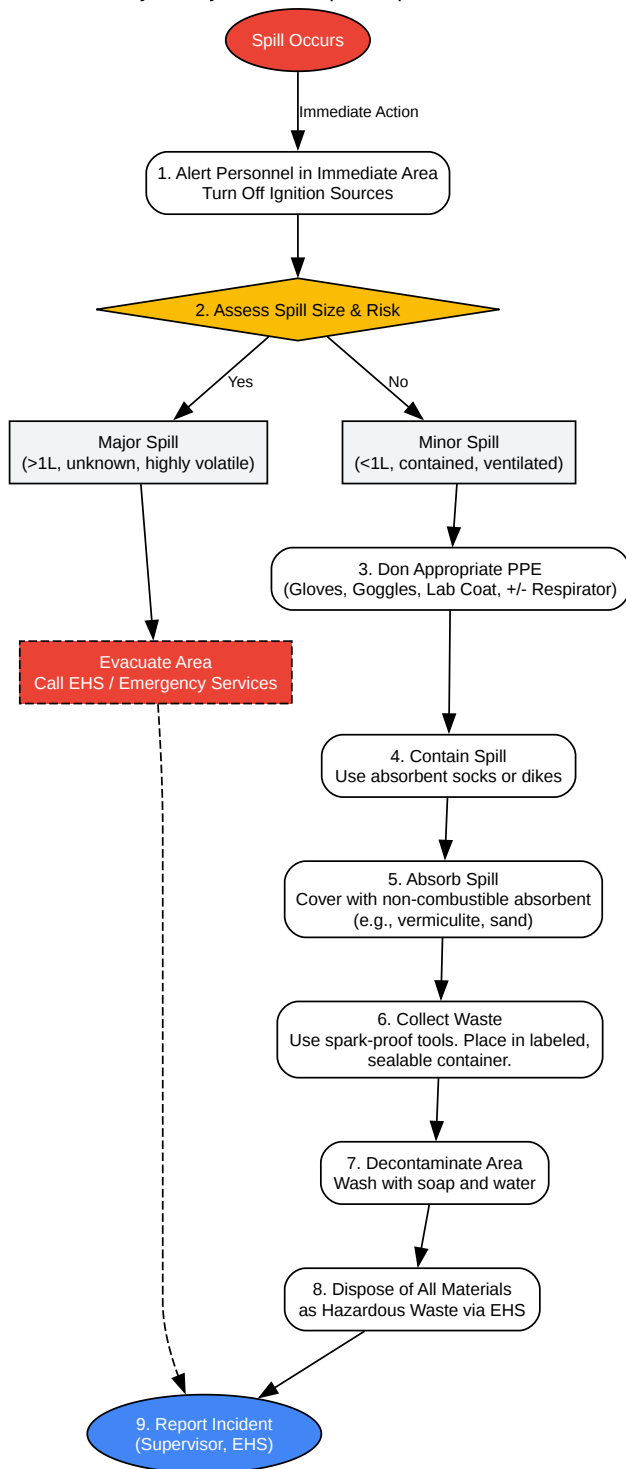 Spill Occurs
Immediate Action
1. Alert Personnel in Immediate Area
Turn Off Ignition Sources
2. Assess Spill Size & Risk
Yes
No
Major Spill
(>1L, unknown, highly volatile)
Minor Spill
(<1L, contained, ventilated)
3. Don Appropriate PPE
(Gloves, Goggles, Lab Coat, +/- Respirator)
Evacuate Area
Call EHS / Emergency Services
4. Contain Spill
Use absorbent socks or dikes
5. Absorb Spill
Cover with non-combustible absorbent
(e.g., vermiculite, sand)
6. Collect Waste
Use spark-proof tools. Place in labeled,
sealable container.
7. Decontaminate Area
Wash with soap and water
8. Dispose of All Materials
as Hazardous Waste via EHS
9. Report Incident
(Supervisor, EHS)